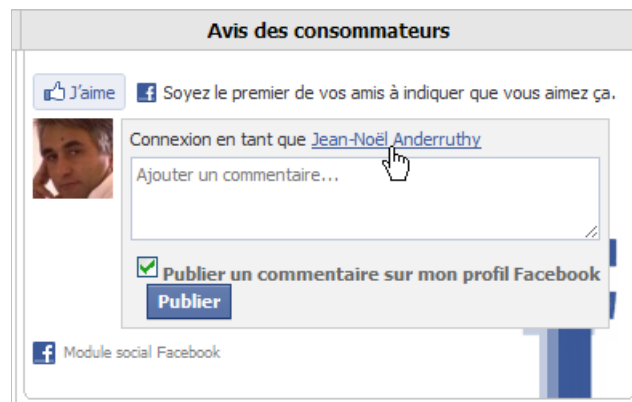 Avis des consommateurs
J'aime Soyez le premier de vos amis à indiquer que vous aimez ça.
Connexion en tant que Jean-Noël Anderruthy
Ajouter un commentaire...
Publier un commentaire sur mon profil Facebook
Publier
Module social Facebook